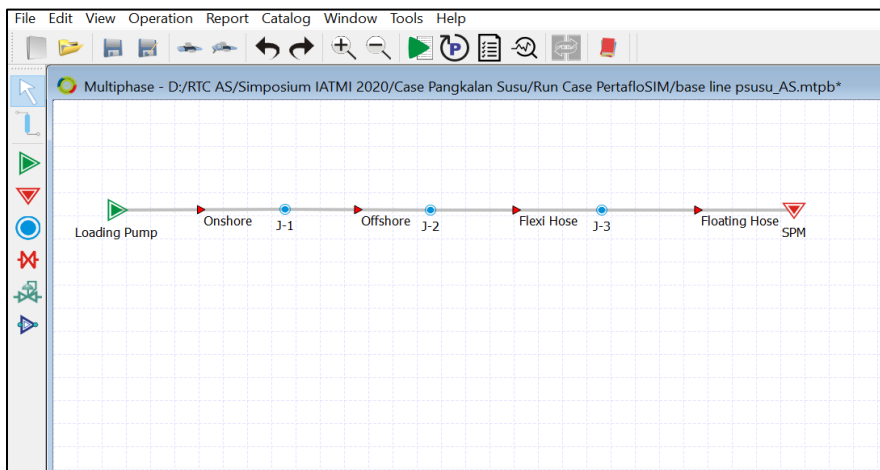 File Edit View Operation Report Catalog Window Tools Help
P
Multiphase - D:/RTC AS/Simposium IATMI 2020/Case Pangkalan Susu/Run Case PertafloSIM/base line psusu_AS.mtpb*
Loading Pump Onshore J-1 Offshore J-2 Flexi Hose J-3 Floating Hose SPM